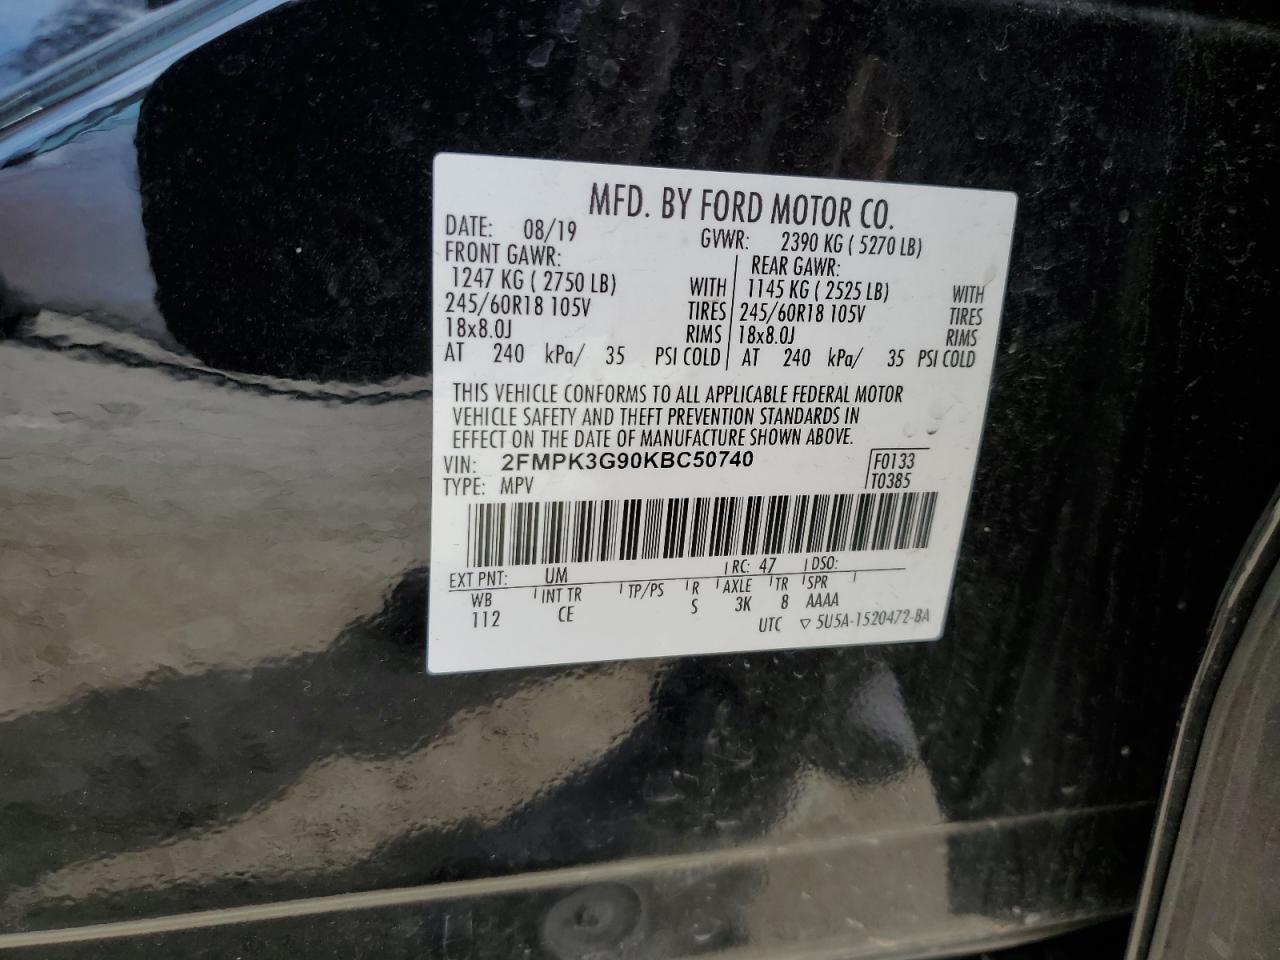 MFD. BY FORD MOTOR CO.
DATE: 08/19 GVWR: 2390 KG ( 5270 LB)
FRONT GAWR: REAR GAWR:
1247 KG ( 2750 LB) WITH 1145 KG ( 2525 LB) WITH
245/60R18 105V TIRES 245/60R18 105V TIRES
18x8.0J RIMS 18x8.0J RIMS
AT 240 kPa/ 35 PSI COLD AT 240 kPa/ 35 PSI COLD
THIS VEHICLE CONFORMS TO ALL APPLICABLE FEDERAL MOTOR
VEHICLE SAFETY AND THEFT PREVENTION STANDARDS IN
EFFECT ON THE DATE OF MANUFACTURE SHOWN ABOVE.
VIN: 2FMPK3G90KBC50740 F0133
TYPE: MPV T0385
EXT PNT: UM RC: 47 DSO:
WB INT TR TP/PS R AXLE TR SPR
112 CE S 3K 8 AAAA
UTC ▽ 5U5A-1520472-BA